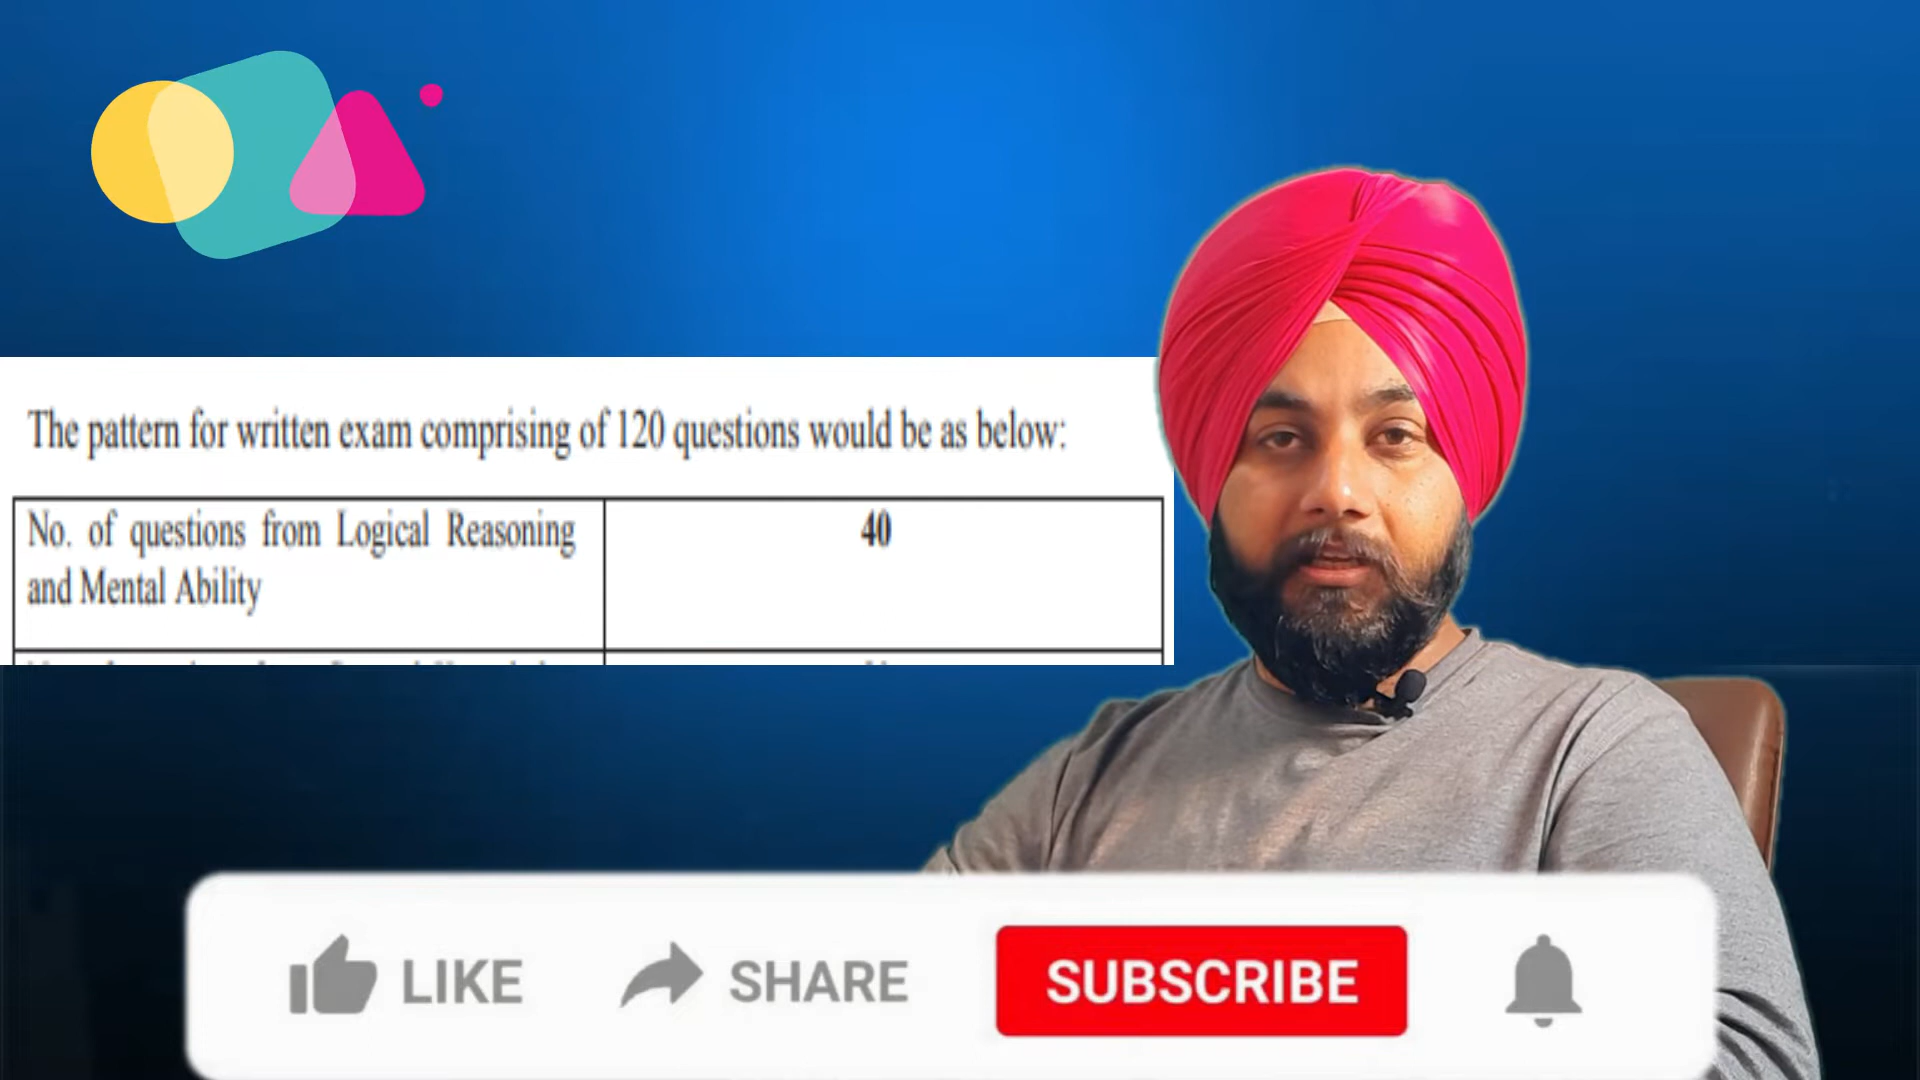 The pattern for written exam comprising of 120 questions would be as below:
No. of questions from Logical Reasoning
and Mental Ability
40
LIKE
SHARE
SUBSCRIBE